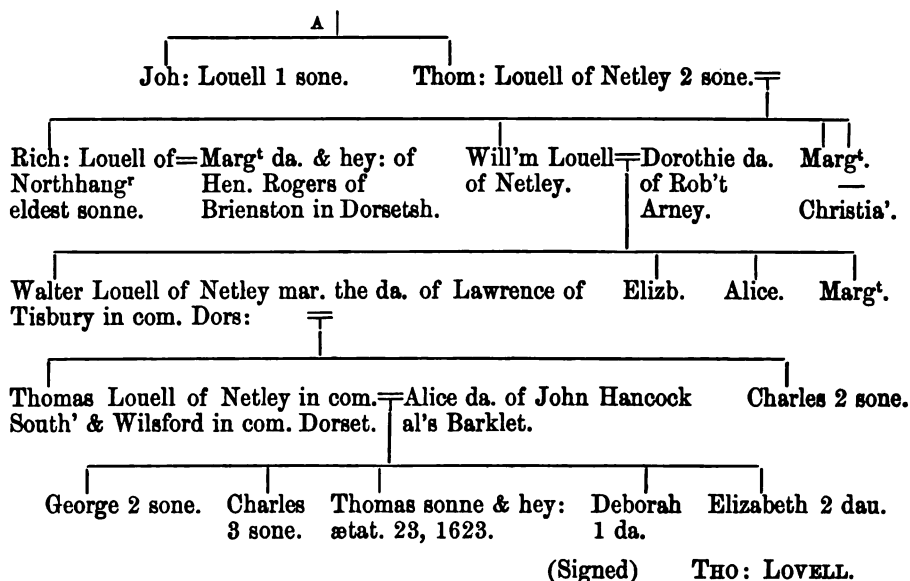 A
Joh: Louell 1 sone. Thom: Louell of Netley 2 sone.
Rich: Louell of=Margᵗ da. & hey: of Will'm Louell=Dorothie da. Margᵗ.
Northhangʳ Hen. Rogers of of Netley. of Rob't —
eldest sonne. Brienston in Dorsetsh. Arney. Christia'.
Walter Louell of Netley mar. the da. of Lawrence of Elizb. Alice. Margᵗ.
Tisbury in com. Dors:
Thomas Louell of Netley in com.=Alice da. of John Hancock Charles 2 sone.
South' & Wilsford in com. Dorset. al's Barklet.
George 2 sone. Charles Thomas sonne & hey: Deborah Elizabeth 2 dau.
3 sone. ætat. 23, 1623. 1 da.
(Signed) THO: LOVELL.